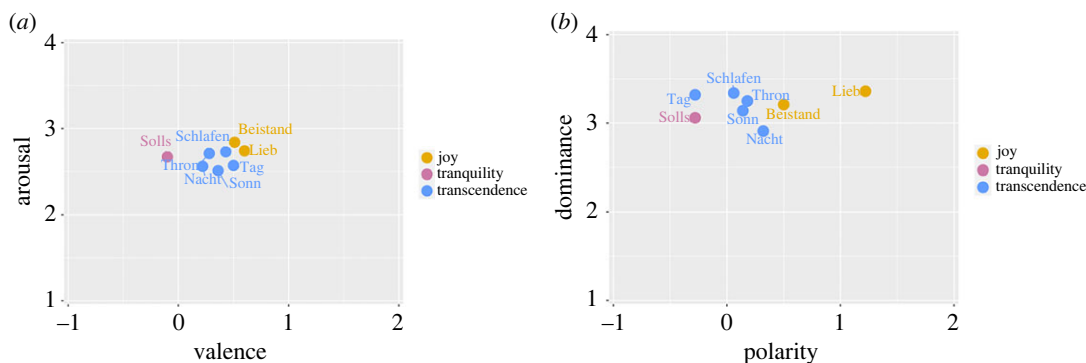 (a)
4
3
2
1
arousal
–1
0
1
2
valence
Solls
Schlafen
Beistand
Lieb
Thron
Tag
Nacht
Sonn
joy
tranquility
transcendence
(b)
4
3
2
1
dominance
–1
0
1
2
polarity
Schlafen
Tag
Thron
Lieb
Solls
Sonn
Beistand
Nacht
joy
tranquility
transcendence